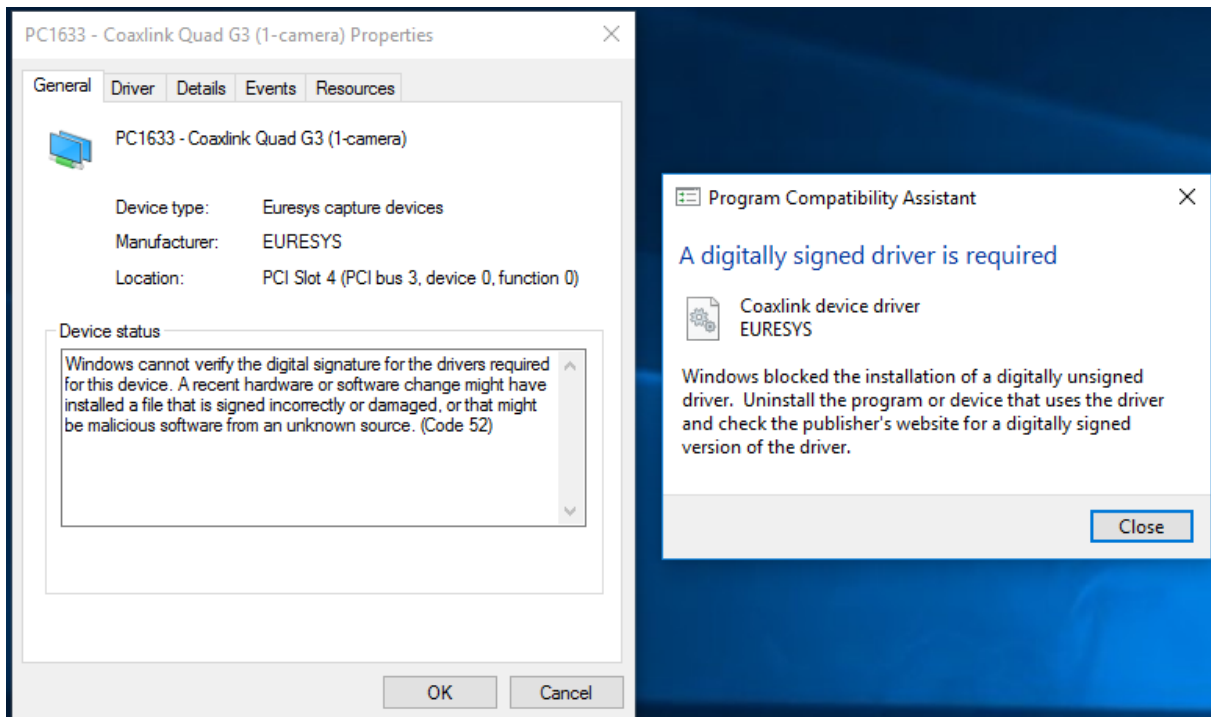 PC1633 - Coaxlink Quad G3 (1-camera) Properties
General Driver Details Events Resources
PC1633 - Coaxlink Quad G3 (1-camera)
Device type: Euresys capture devices
Manufacturer: EURESYS
Location: PCI Slot 4 (PCI bus 3, device 0, function 0)
Device status
Windows cannot verify the digital signature for the drivers required
for this device. A recent hardware or software change might have
installed a file that is signed incorrectly or damaged, or that might
be malicious software from an unknown source. (Code 52)
OK Cancel
Program Compatibility Assistant
A digitally signed driver is required
Coaxlink device driver
EURESYS
Windows blocked the installation of a digitally unsigned
driver. Uninstall the program or device that uses the driver
and check the publisher's website for a digitally signed
version of the driver.
Close